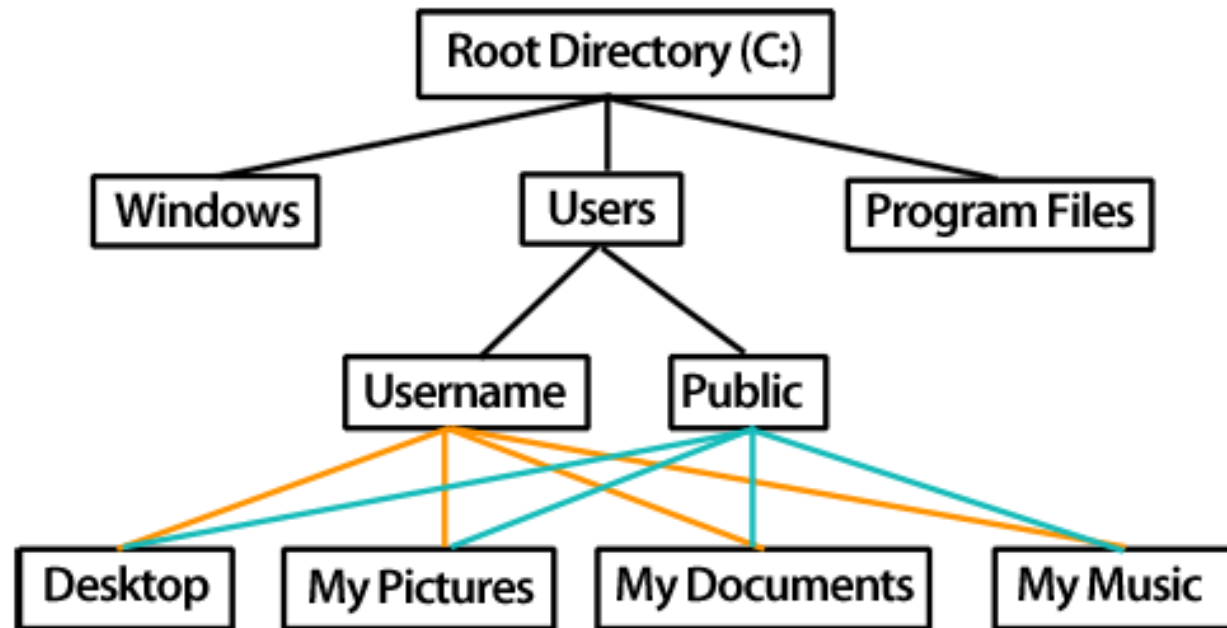 Root Directory (C:)
Windows
Users
Program Files
Username
Public
Desktop
My Pictures
My Documents
My Music